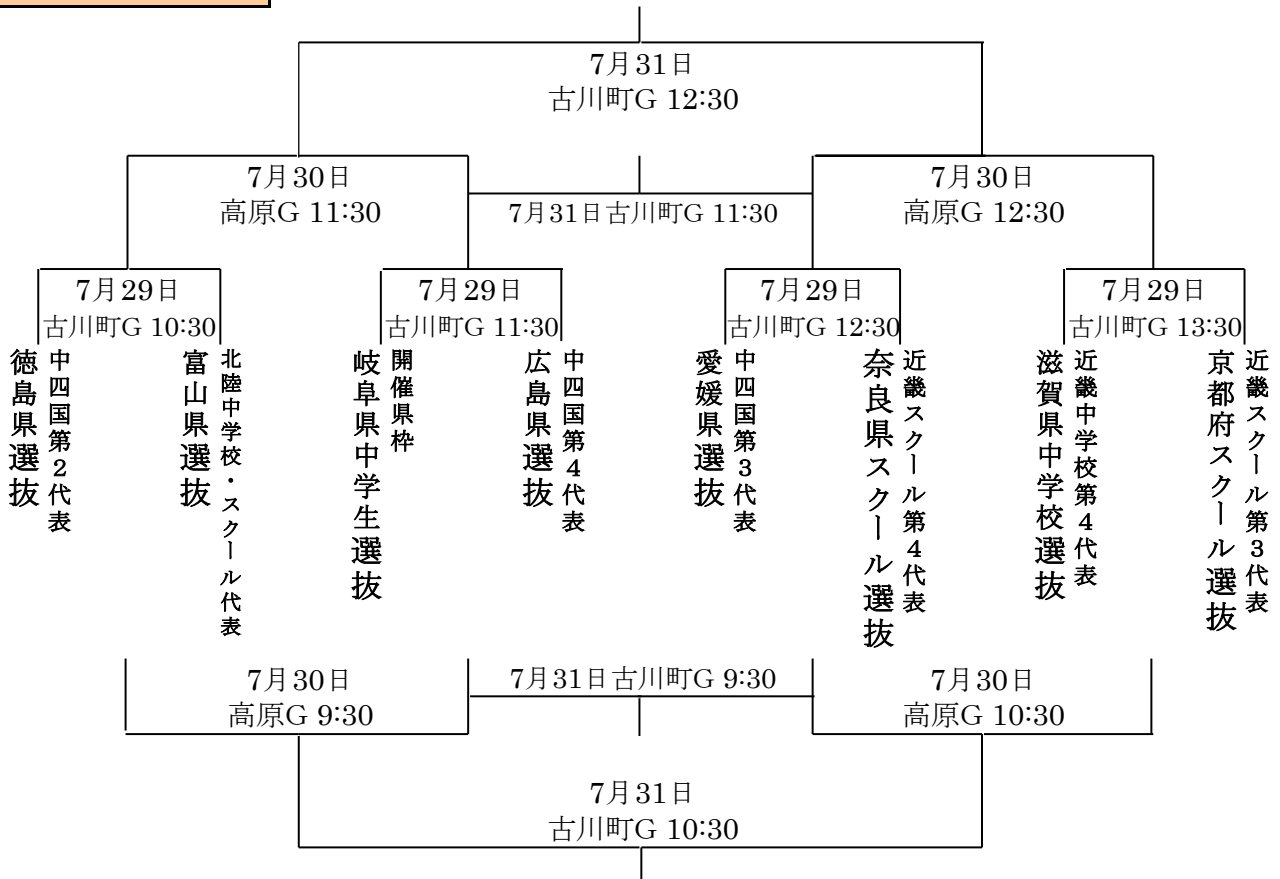 7月31日
古川町G 12:30
7月30日
高原G 11:30
7月31日古川町G 11:30
7月30日
高原G 12:30
7月29日
古川町G 10:30
7月29日
古川町G 11:30
7月29日
古川町G 12:30
7月29日
古川町G 13:30
中四国第2代表
徳島県選抜
北陸中学校・スクール代表
富山県選抜
開催県枠
岐阜県中学生選抜
中四国第4代表
広島県選抜
中四国第3代表
愛媛県選抜
近畿スクール第4代表
奈良県スクール選抜
近畿中学校第4代表
滋賀県中学校選抜
近畿スクール第3代表
京都府スクール選抜
7月30日
高原G 9:30
7月31日古川町G 9:30
7月30日
高原G 10:30
7月31日
古川町G 10:30